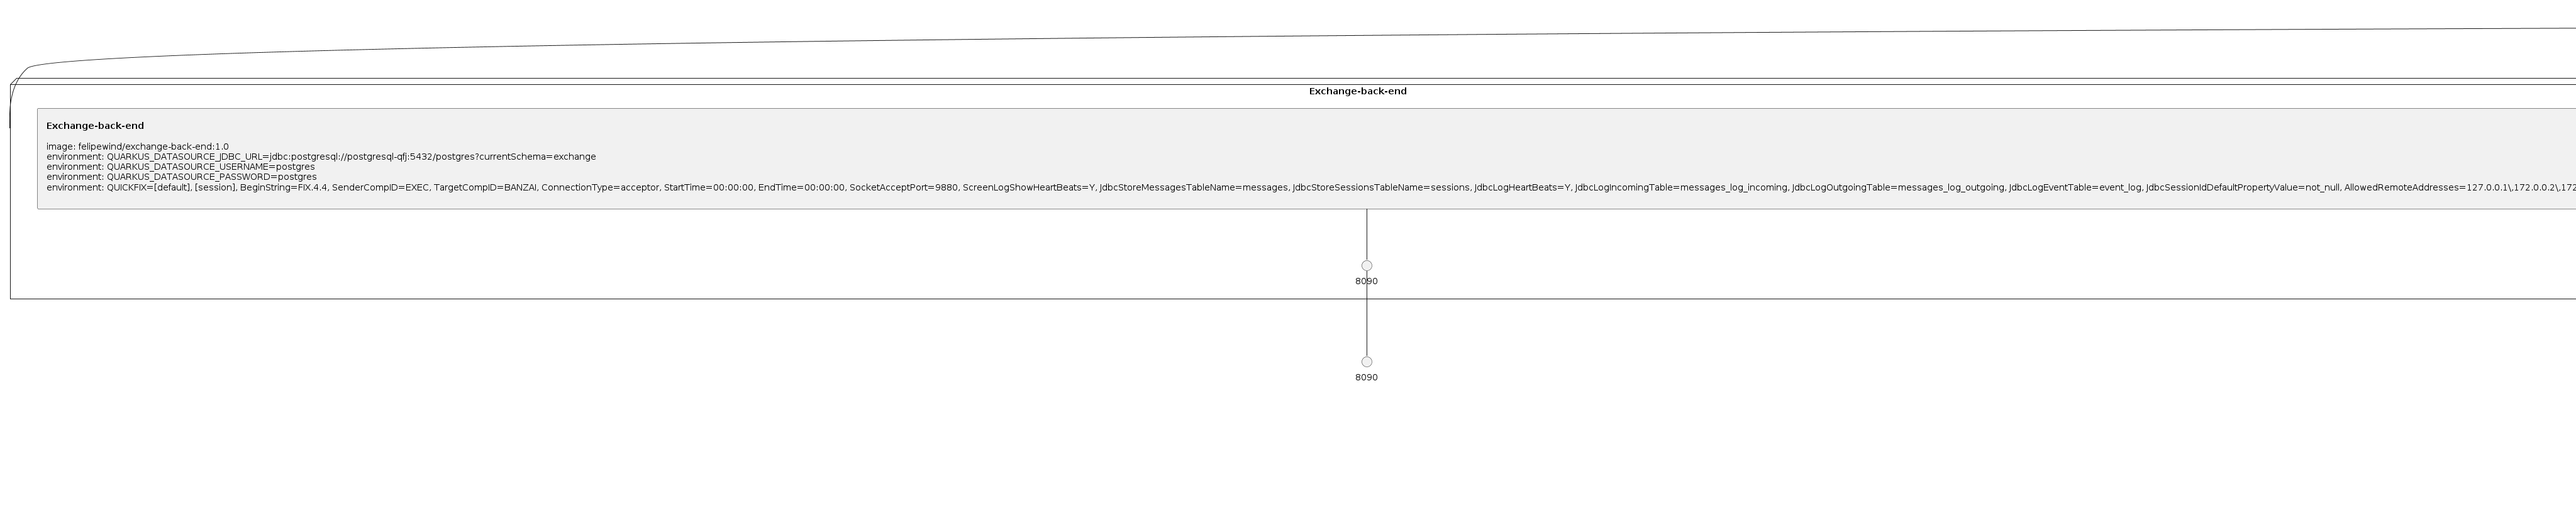 Exchange-back-end
Exchange-back-end
image: felipewind/exchange-back-end:1.0
environment: QUARKUS_DATASOURCE_JDBC_URL=jdbc:postgresql://postgresql-qfj:5432/postgres?currentSchema=exchange
environment: QUARKUS_DATASOURCE_USERNAME=postgres
environment: QUARKUS_DATASOURCE_PASSWORD=postgres
environment: QUICKFIX=[default], [session], BeginString=FIX.4.4, SenderCompID=EXEC, TargetCompID=BANZAI, ConnectionType=acceptor, StartTime=00:00:00, EndTime=00:00:00, SocketAcceptPort=9880, ScreenLogShowHeartBeats=Y, JdbcStoreMessagesTableName=messages, JdbcStoreSessionsTableName=sessions, JdbcLogHeartBeats=Y, JdbcLogIncomingTable=messages_log_incoming, JdbcLogOutgoingTable=messages_log_outgoing, JdbcLogEventTable=event_log, JdbcSessionIdDefaultPropertyValue=not_null, AllowedRemoteAddresses=127.0.0.1\,172.0.0.2\,172
8090
8090